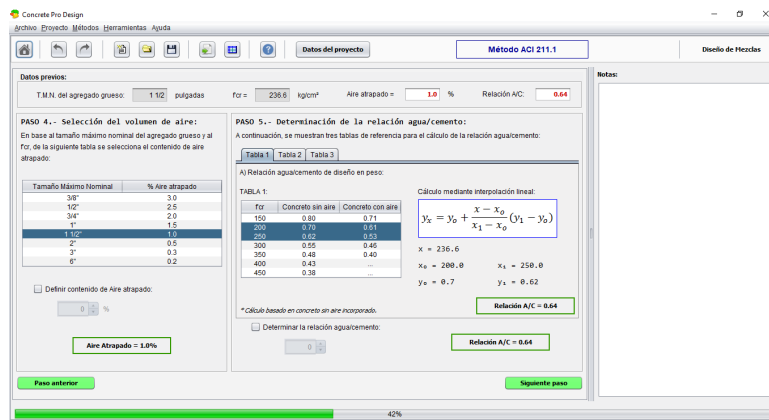 Concrete Pro Design
Archivo Proyecto Métodos Herramientas Ayuda
Datos del proyecto
Método ACI 211.1
Diseño de Mezclas
Datos previos:
T.M.N. del agregado grueso: 1 1/2 pulgadas f'cr = 236.6 kg/cm² Aire atrapado = 1.0 % Relación A/C: 0.64
Notas:
PASO 4.- Selección del volumen de aire:
En base al tamaño máximo nominal del agregado grueso y al
f'cr, de la siguiente tabla se selecciona el contenido de aire
atrapado:
Tamaño Máximo Nominal % Aire atrapado
3/8" 3.0
1/2" 2.5
3/4" 2.0
1" 1.5
1 1/2" 1.0
2" 0.5
3" 0.3
6" 0.2
Definir contenido de Aire atrapado:
0 %
Aire Atrapado = 1.0%
PASO 5.- Determinación de la relación agua/cemento:
A continuación, se muestran tres tablas de referencia para el cálculo de la relación agua/cemento:
Tabla 1 Tabla 2 Tabla 3
A) Relación agua/cemento de diseño en peso:
TABLA 1:
f'cr Concreto sin aire Concreto con aire
150 0.80 0.71
200 0.70 0.61
250 0.62 0.53
300 0.55 0.46
350 0.48 0.40
400 0.43 ...
450 0.38 ...
* Cálculo basado en concreto sin aire incorporado.
Cálculo mediante interpolación lineal:
yₓ = yₒ + (x − xₒ)/(x₁ − xₒ) (y₁ − yₒ)
x = 236.6
x₀ = 200.0 x₁ = 250.0
y₀ = 0.7 y₁ = 0.62
Relación A/C = 0.64
Determinar la relación agua/cemento:
0
Relación A/C = 0.64
Paso anterior
Siguiente paso
42%